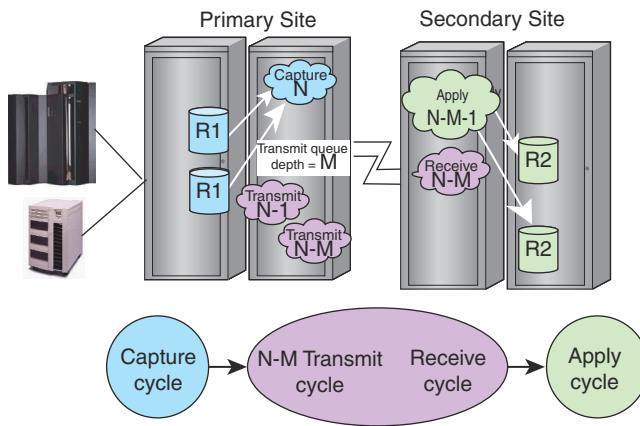 Primary Site
Secondary Site
Capture
N
R1
R1
Transmit queue
depth = M
Transmit
N-1
Transmit
N-M
Apply
N-M-1
Receive
N-M
R2
R2
Capture
cycle
N-M Transmit
cycle
Receive
cycle
Apply
cycle